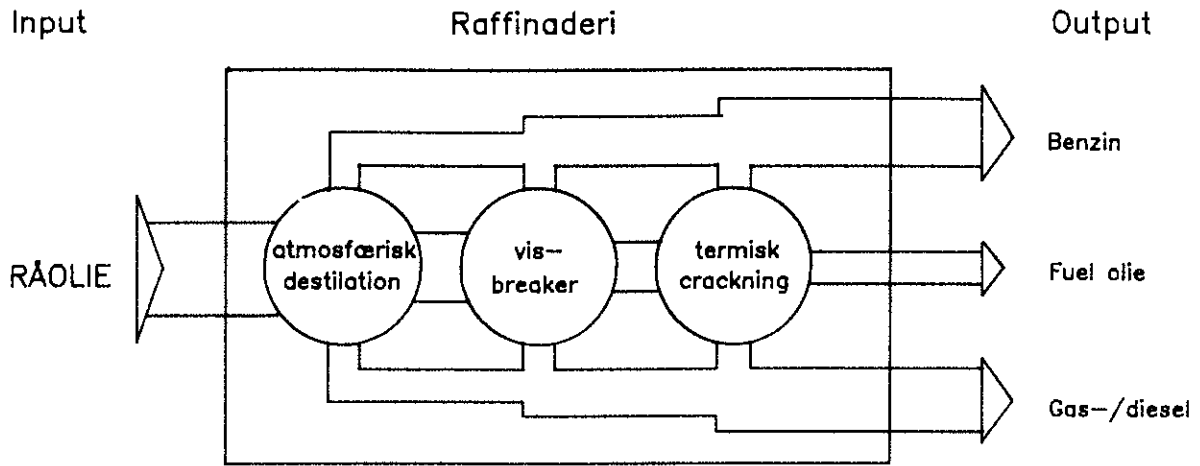 Input
Raffinaderi
Output
Benzin
RÅOLIE
atmosfærisk
destilation
vis-
breaker
termisk
crackning
Fuel olie
Gas-/diesel